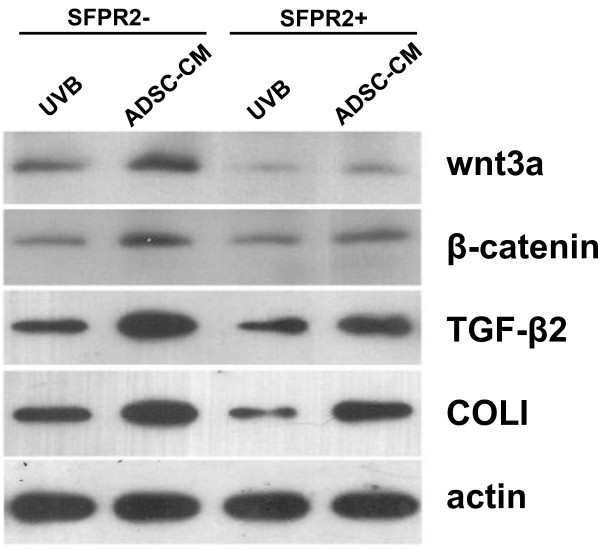 SFPR2- SFPR2+
UVB ADSC-CM UVB ADSC-CM
wnt3a
β-catenin
TGF-β2
COLI
actin